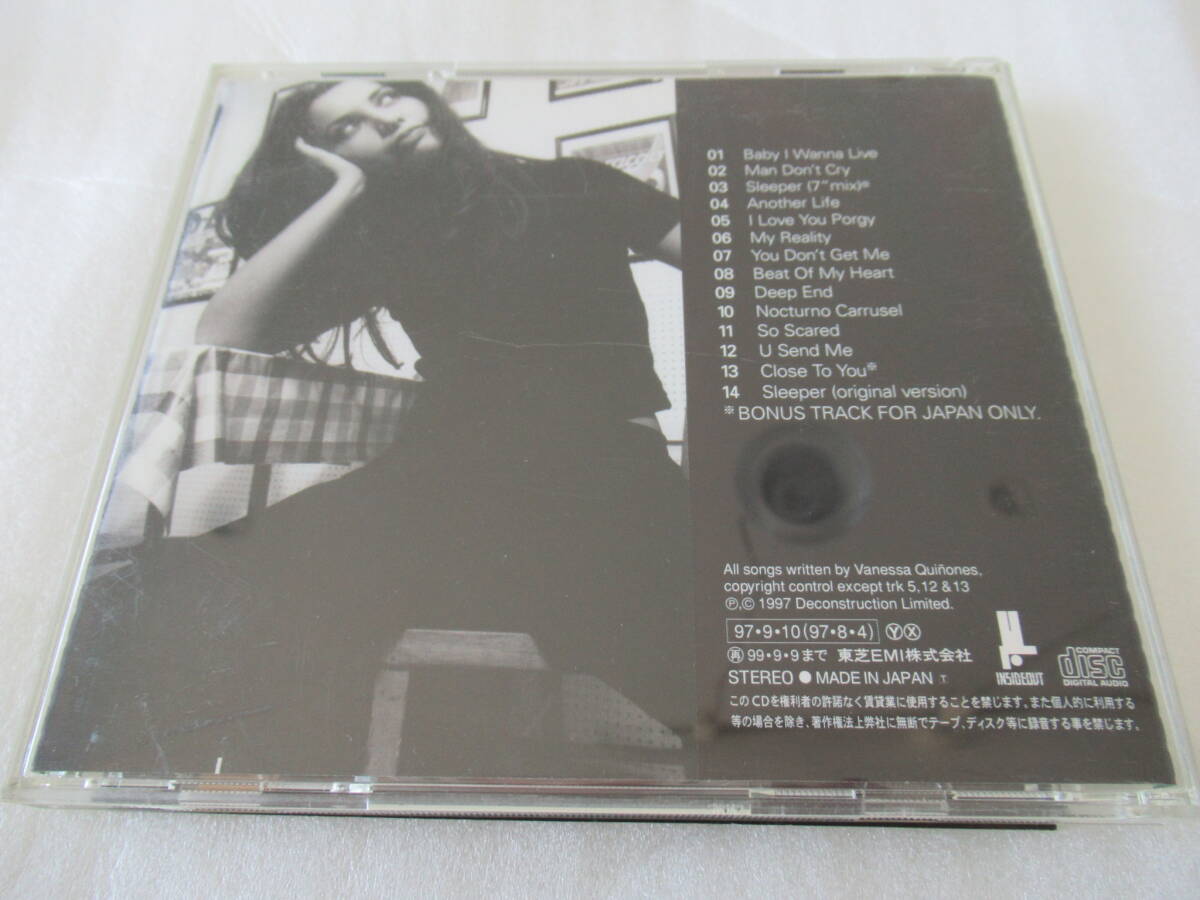 01 Baby I Wanna Live
02 Man Don't Cry
03 Sleeper (7" mix)※
04 Another Life
05 I Love You Porgy
06 My Reality
07 You Don't Get Me
08 Beat Of My Heart
09 Deep End
10 Nocturno Carrusel
11 So Scared
12 U Send Me
13 Close To You※
14 Sleeper (original version)
※BONUS TRACK FOR JAPAN ONLY.
All songs written by Vanessa Quiñones,
copyright control except trk 5,12 & 13
Ⓟ,© 1997 Deconstruction Limited.
97・9・10(97・8・4) ⓎⓍ
㊢99・9・9まで 東芝EMI株式会社
STEREO ● MADE IN JAPAN T
INSIDEOUT
COMPACT
disc
DIGITAL AUDIO
このCDを権利者の許諾なく賃貸業に使用することを禁じます。また個人的に利用する
等の場合を除き、著作権法上弊社に無断でテープ、ディスク等に録音する事を禁じます。